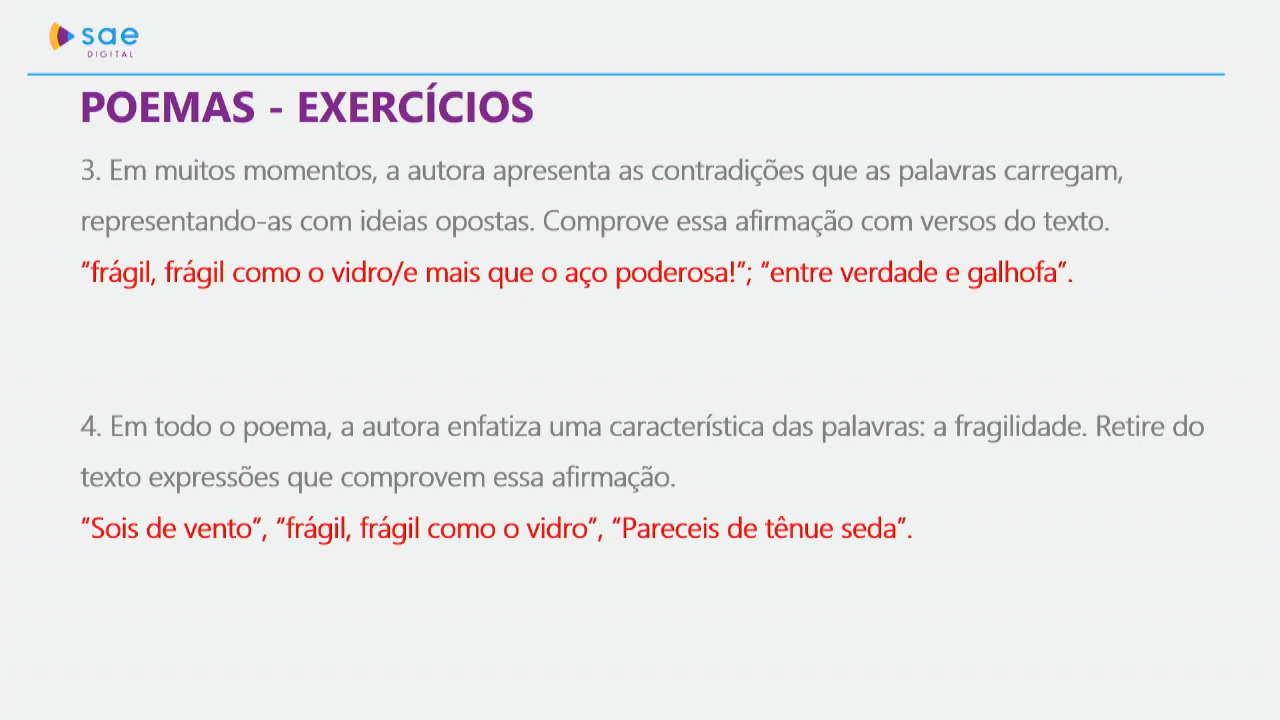 sae
DIGITAL
POEMAS - EXERCÍCIOS
3. Em muitos momentos, a autora apresenta as contradições que as palavras carregam,
representando-as com ideias opostas. Comprove essa afirmação com versos do texto.
"frágil, frágil como o vidro/e mais que o aço poderosa!"; "entre verdade e galhofa".
4. Em todo o poema, a autora enfatiza uma característica das palavras: a fragilidade. Retire do
texto expressões que comprovem essa afirmação.
"Sois de vento", "frágil, frágil como o vidro", "Pareceis de tênue seda".